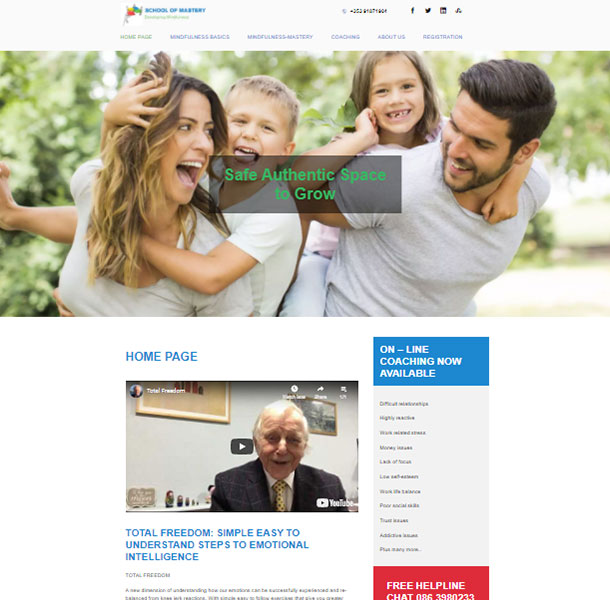 SCHOOL OF MASTERY
Developing Mindfulness
HOME PAGE MINDFULNESS BASICS MINDFULNESS-MASTERY COACHING ABOUT US REGISTRATION
Safe Authentic Space
to Grow
HOME PAGE
Total Freedom
Watch later Share 1/1
YouTube
TOTAL FREEDOM: SIMPLE EASY TO
UNDERSTAND STEPS TO EMOTIONAL
INTELLIGENCE
TOTAL FREEDOM
A new dimension of understanding how our emotions can be successfully experienced and re-
balanced from knee jerk reactions. With simple easy to follow exercises that give you greater
ON – LINE
COACHING NOW
AVAILABLE
Difficult relationships
Highly reactive
Work related stress
Money issues
Lack of focus
Low self-esteem
Work life balance
Poor social skills
Trust issues
Addictive issues
Plus many more..
FREE HELPLINE
CHAT 086 3980233